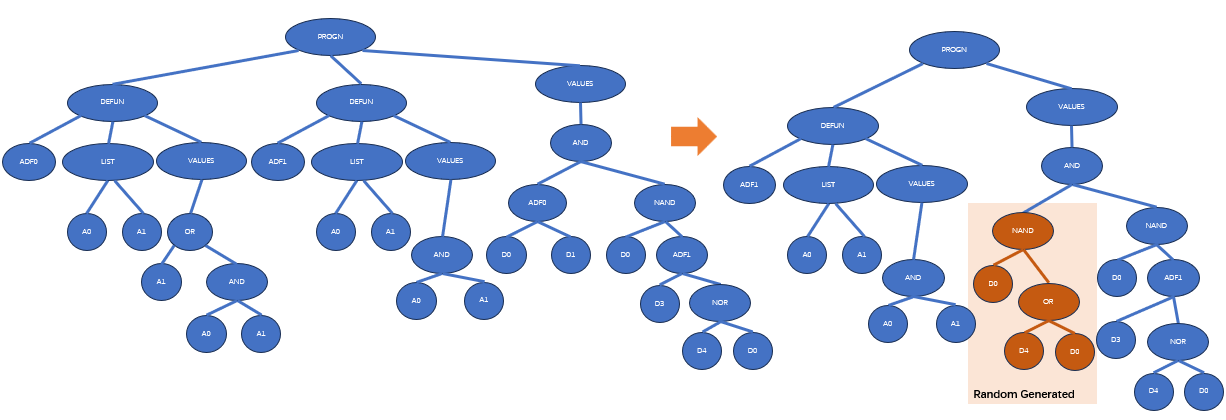 PROGN
DEFUN
DEFUN
VALUES
ADF0
LIST
VALUES
ADF1
LIST
VALUES
AND
A0
A1
OR
A0
A1
ADF0
NAND
A1
AND
AND
D0
D1
D0
ADF1
A0
A1
A0
A1
D3
NOR
D4
D0
PROGN
DEFUN
VALUES
ADF1
LIST
VALUES
AND
A0
A1
AND
NAND
NAND
A0
A1
D0
OR
D0
ADF1
D4
D0
D3
NOR
D4
D0
Random Generated